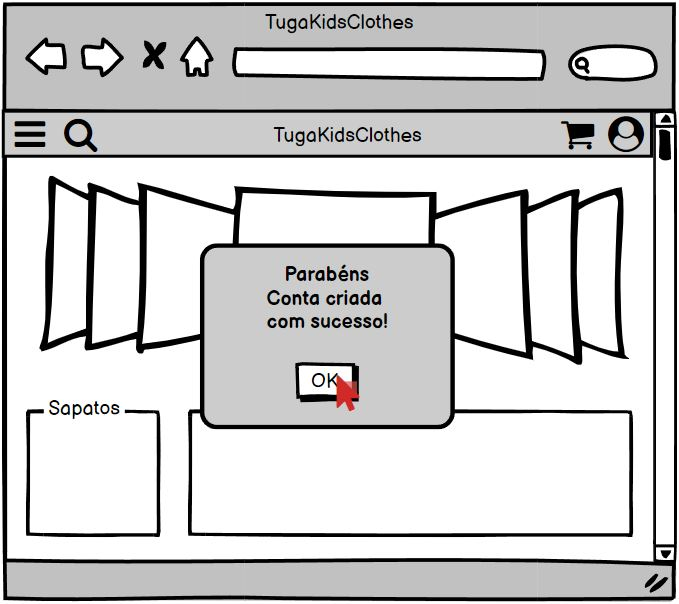 TugaKidsClothes
TugaKidsClothes
Parabéns
Conta criada
com sucesso!
OK
Sapatos